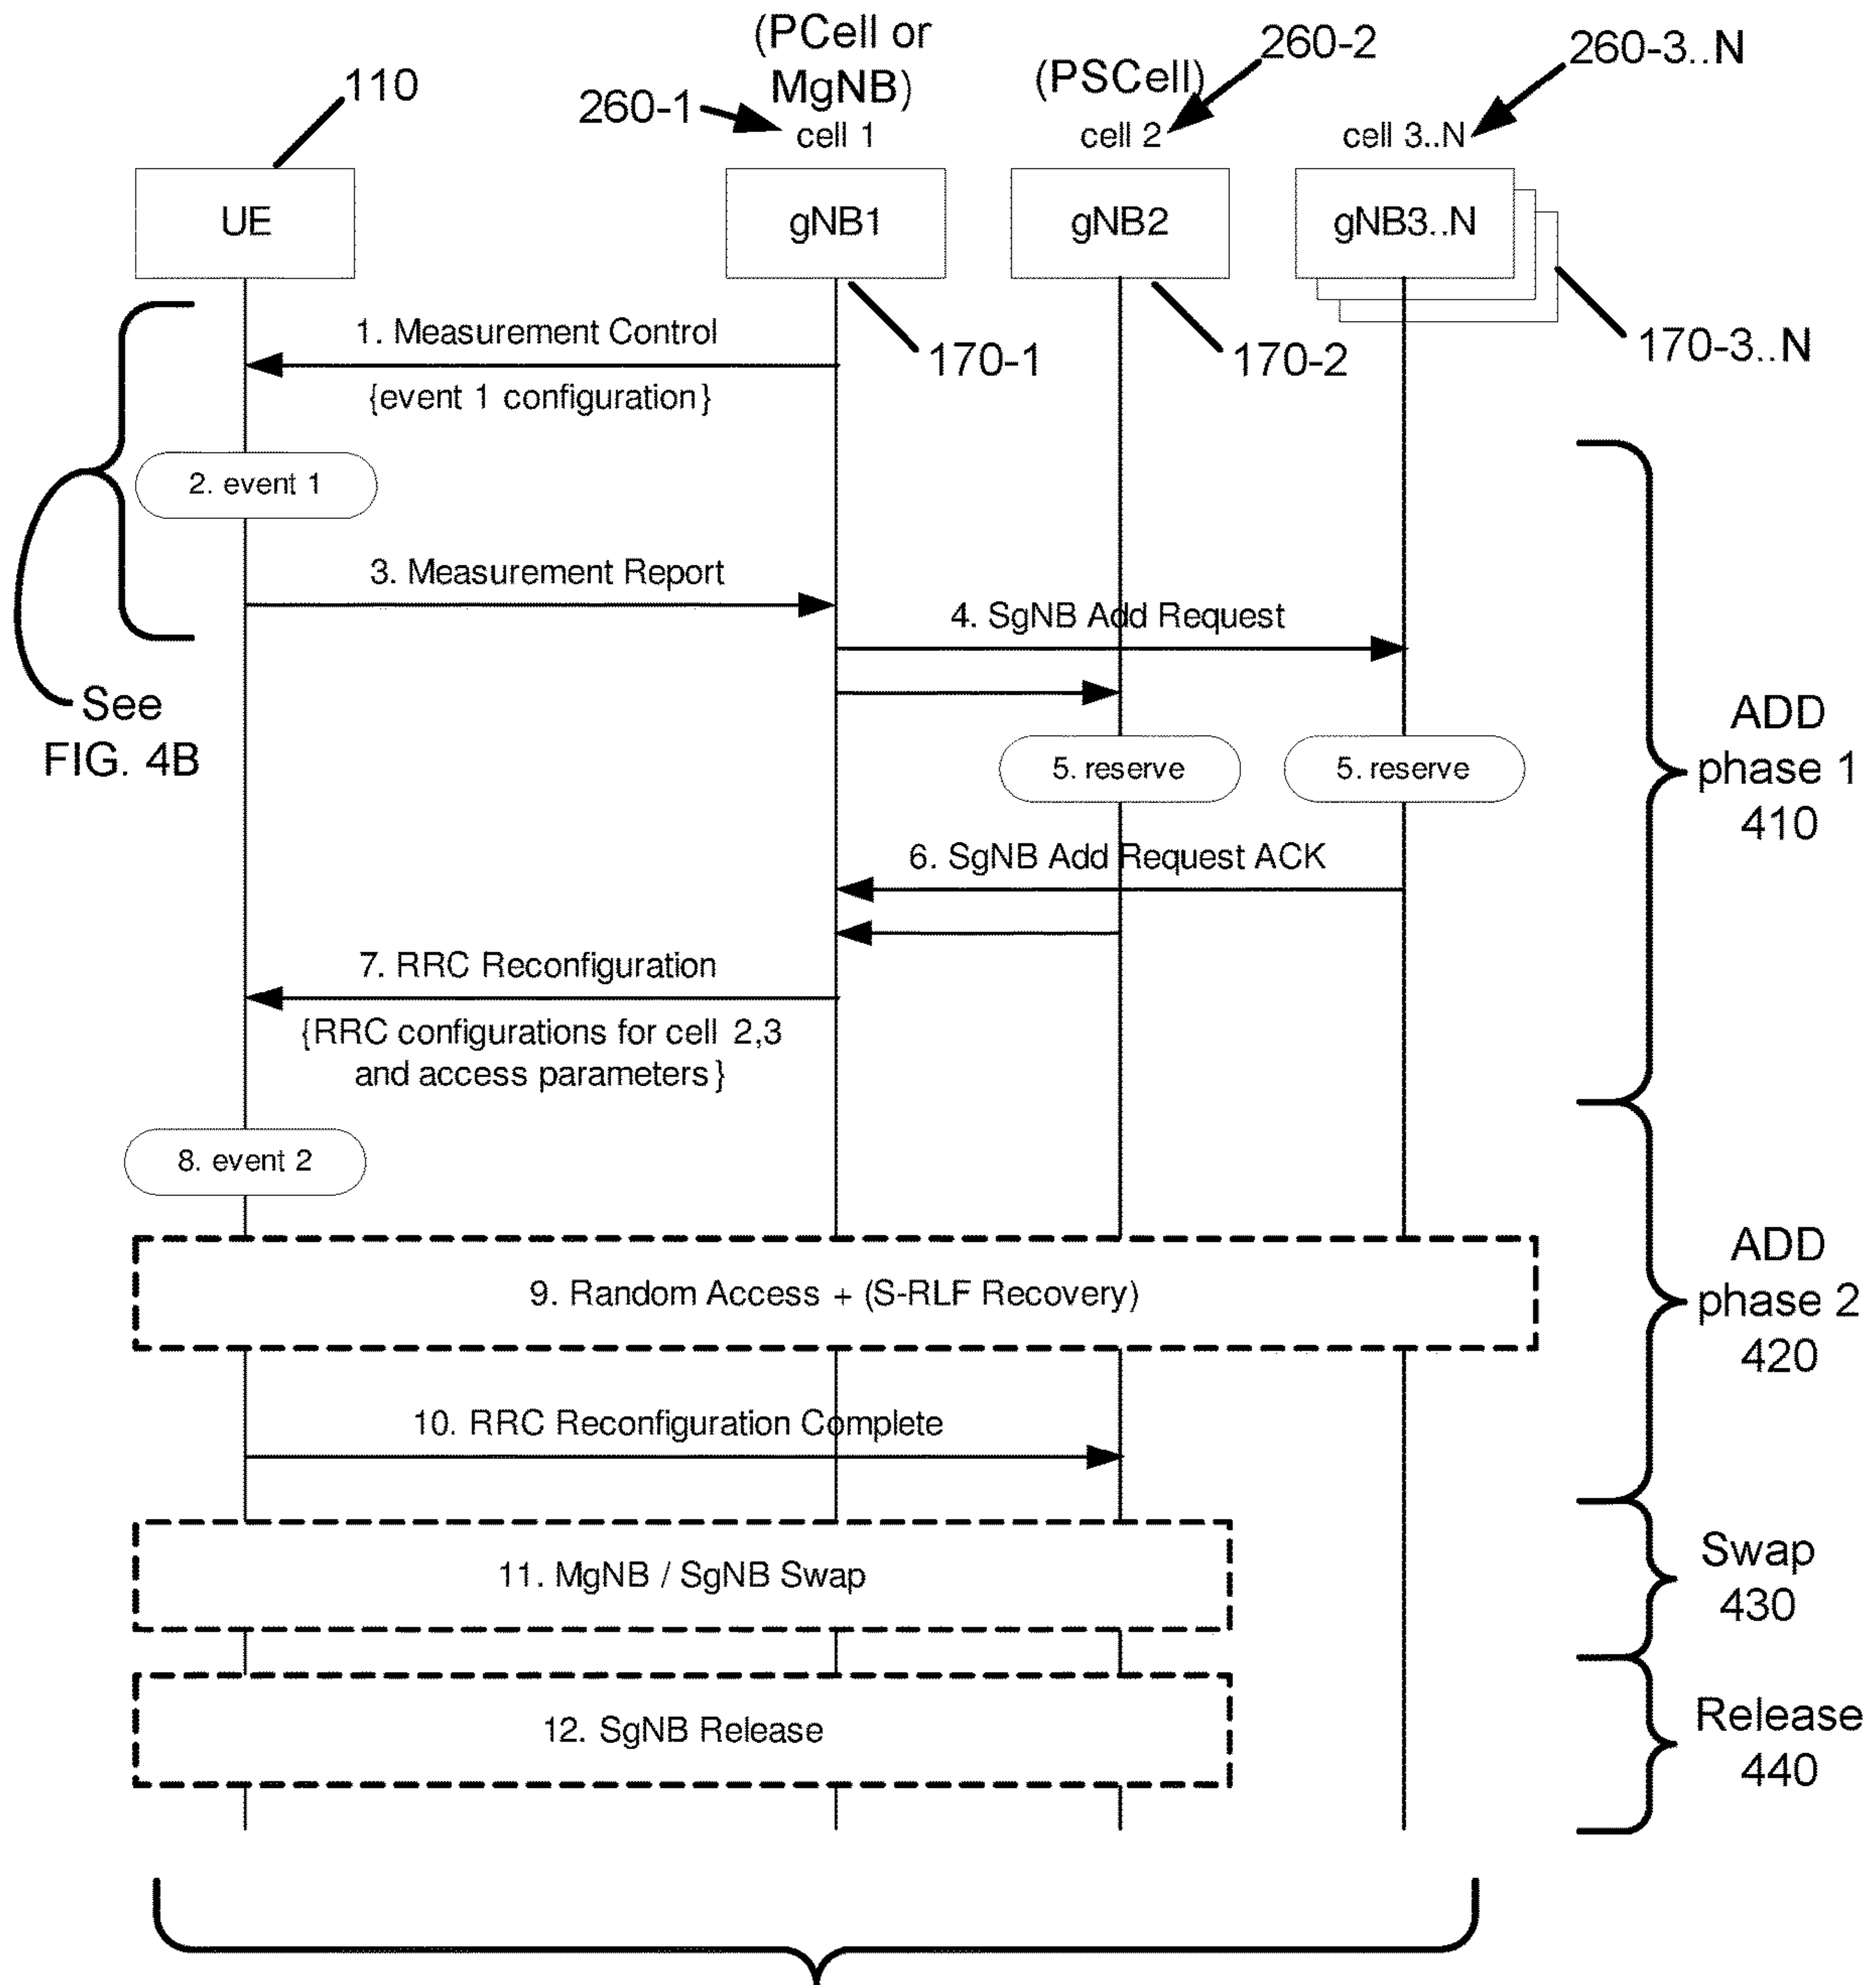 (PCell or
MgNB)
(PSCell)
260-2
260-3..N
110
260-1
cell 1
cell 2
cell 3..N
UE
gNB1
gNB2
gNB3..N
1. Measurement Control
170-1
170-2
170-3..N
{event 1 configuration}
2. event 1
3. Measurement Report
4. SgNB Add Request
See
FIG. 4B
5. reserve
5. reserve
ADD
phase 1
410
6. SgNB Add Request ACK
7. RRC Reconfiguration
{RRC configurations for cell 2,3
and access parameters}
8. event 2
9. Random Access + (S-RLF Recovery)
ADD
phase 2
420
10. RRC Reconfiguration Complete
11. MgNB / SgNB Swap
Swap
430
12. SgNB Release
Release
440